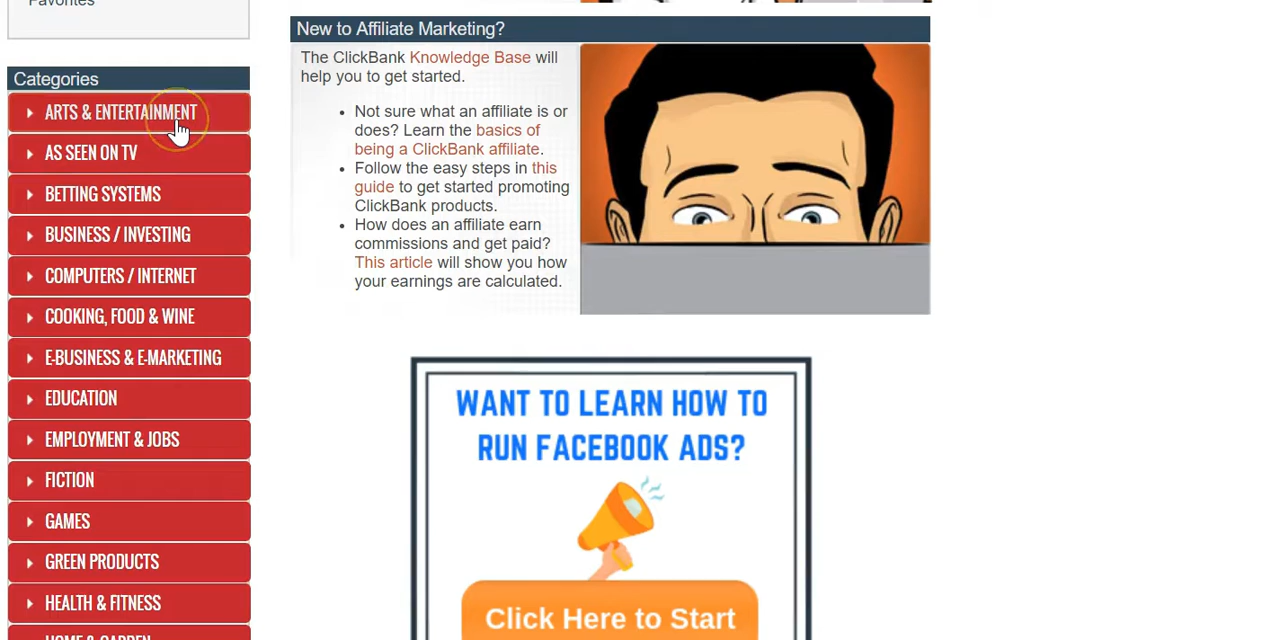 Favorites
Categories
ARTS & ENTERTAINMENT
AS SEEN ON TV
BETTING SYSTEMS
BUSINESS / INVESTING
COMPUTERS / INTERNET
COOKING, FOOD & WINE
E-BUSINESS & E-MARKETING
EDUCATION
EMPLOYMENT & JOBS
FICTION
GAMES
GREEN PRODUCTS
HEALTH & FITNESS
HOME & GARDEN
New to Affiliate Marketing?
The ClickBank Knowledge Base will
help you to get started.
• Not sure what an affiliate is or
does? Learn the basics of
being a ClickBank affiliate.
• Follow the easy steps in this
guide to get started promoting
ClickBank products.
• How does an affiliate earn
commissions and get paid?
This article will show you how
your earnings are calculated.
WANT TO LEARN HOW TO
RUN FACEBOOK ADS?
Click Here to Start